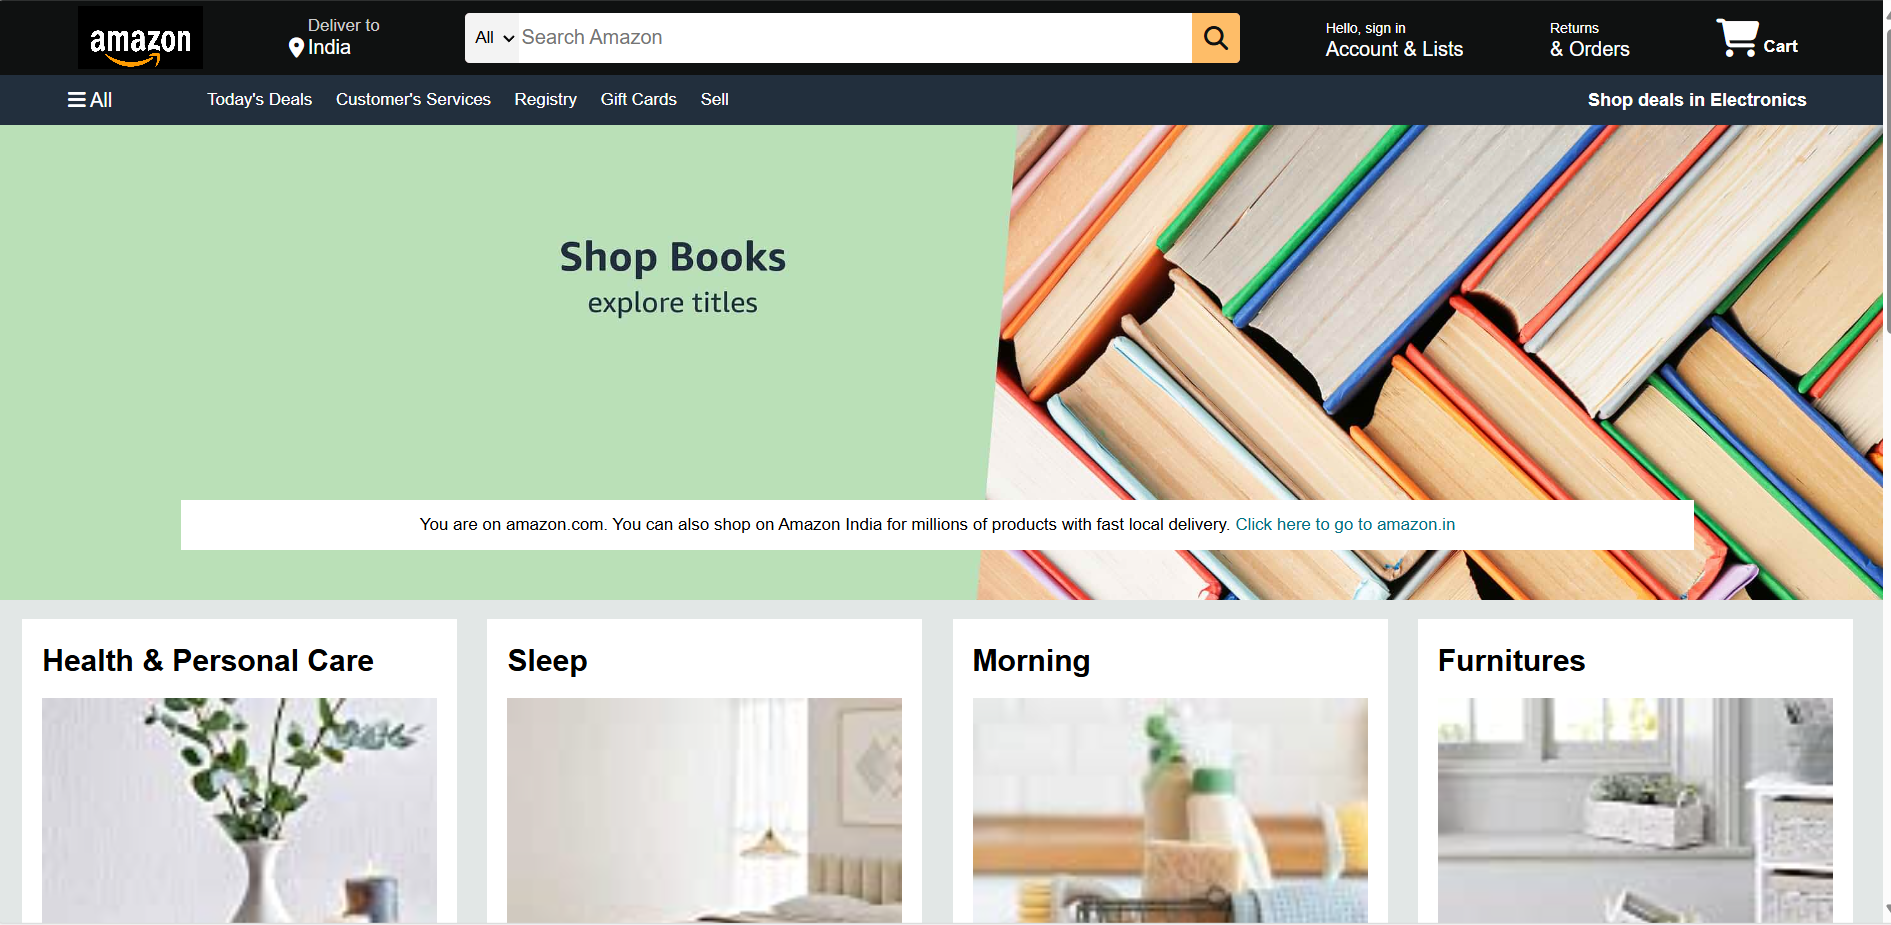 amazon
Deliver to
India
All
Search Amazon
Hello, sign in
Account & Lists
Returns
& Orders
Cart
All
Today's Deals
Customer's Services
Registry
Gift Cards
Sell
Shop deals in Electronics
Shop Books
explore titles
You are on amazon.com. You can also shop on Amazon India for millions of products with fast local delivery. Click here to go to amazon.in
Health & Personal Care
Sleep
Morning
Furnitures